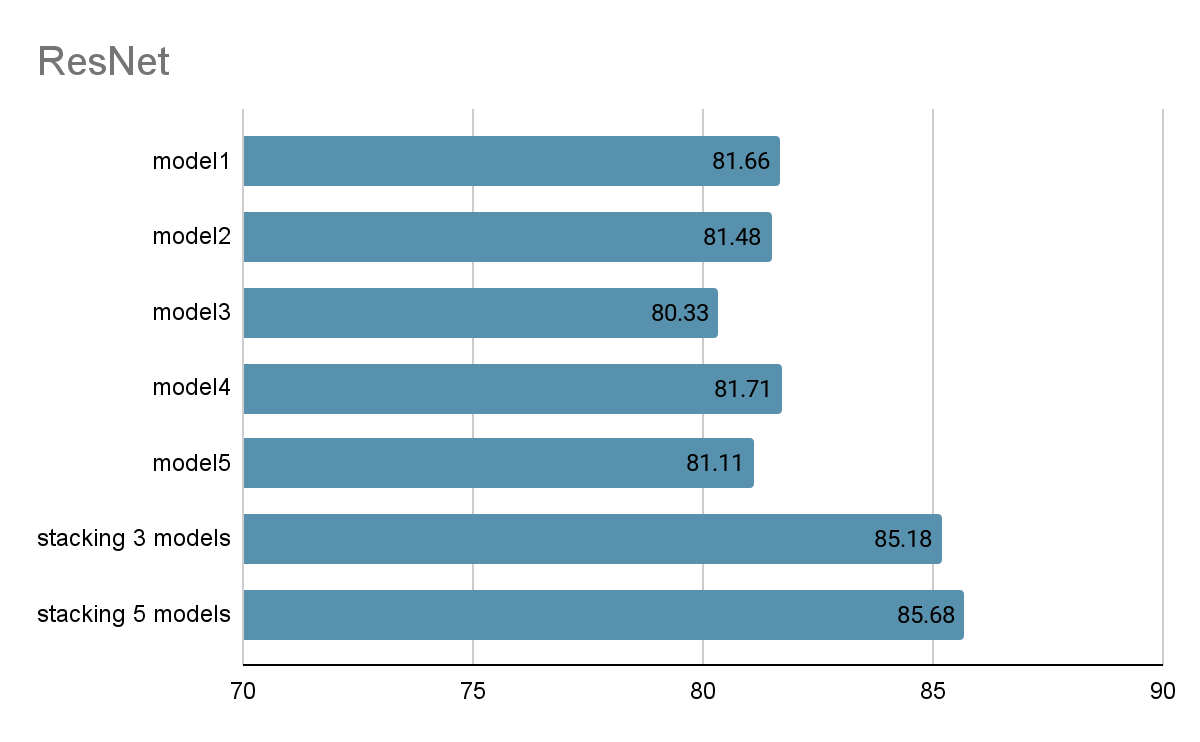 ResNet
model1
81.66
model2
81.48
model3
80.33
model4
81.71
model5
81.11
stacking 3 models
85.18
stacking 5 models
85.68
70 75 80 85 90